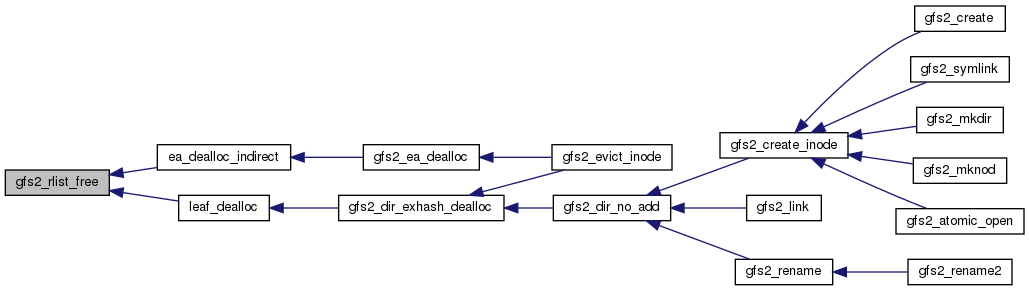 gfs2_rlist_free
ea_dealloc_indirect
leaf_dealloc
gfs2_ea_dealloc
gfs2_dir_exhash_dealloc
gfs2_evict_inode
gfs2_dir_no_add
gfs2_create_inode
gfs2_link
gfs2_rename
gfs2_create
gfs2_symlink
gfs2_mkdir
gfs2_mknod
gfs2_atomic_open
gfs2_rename2